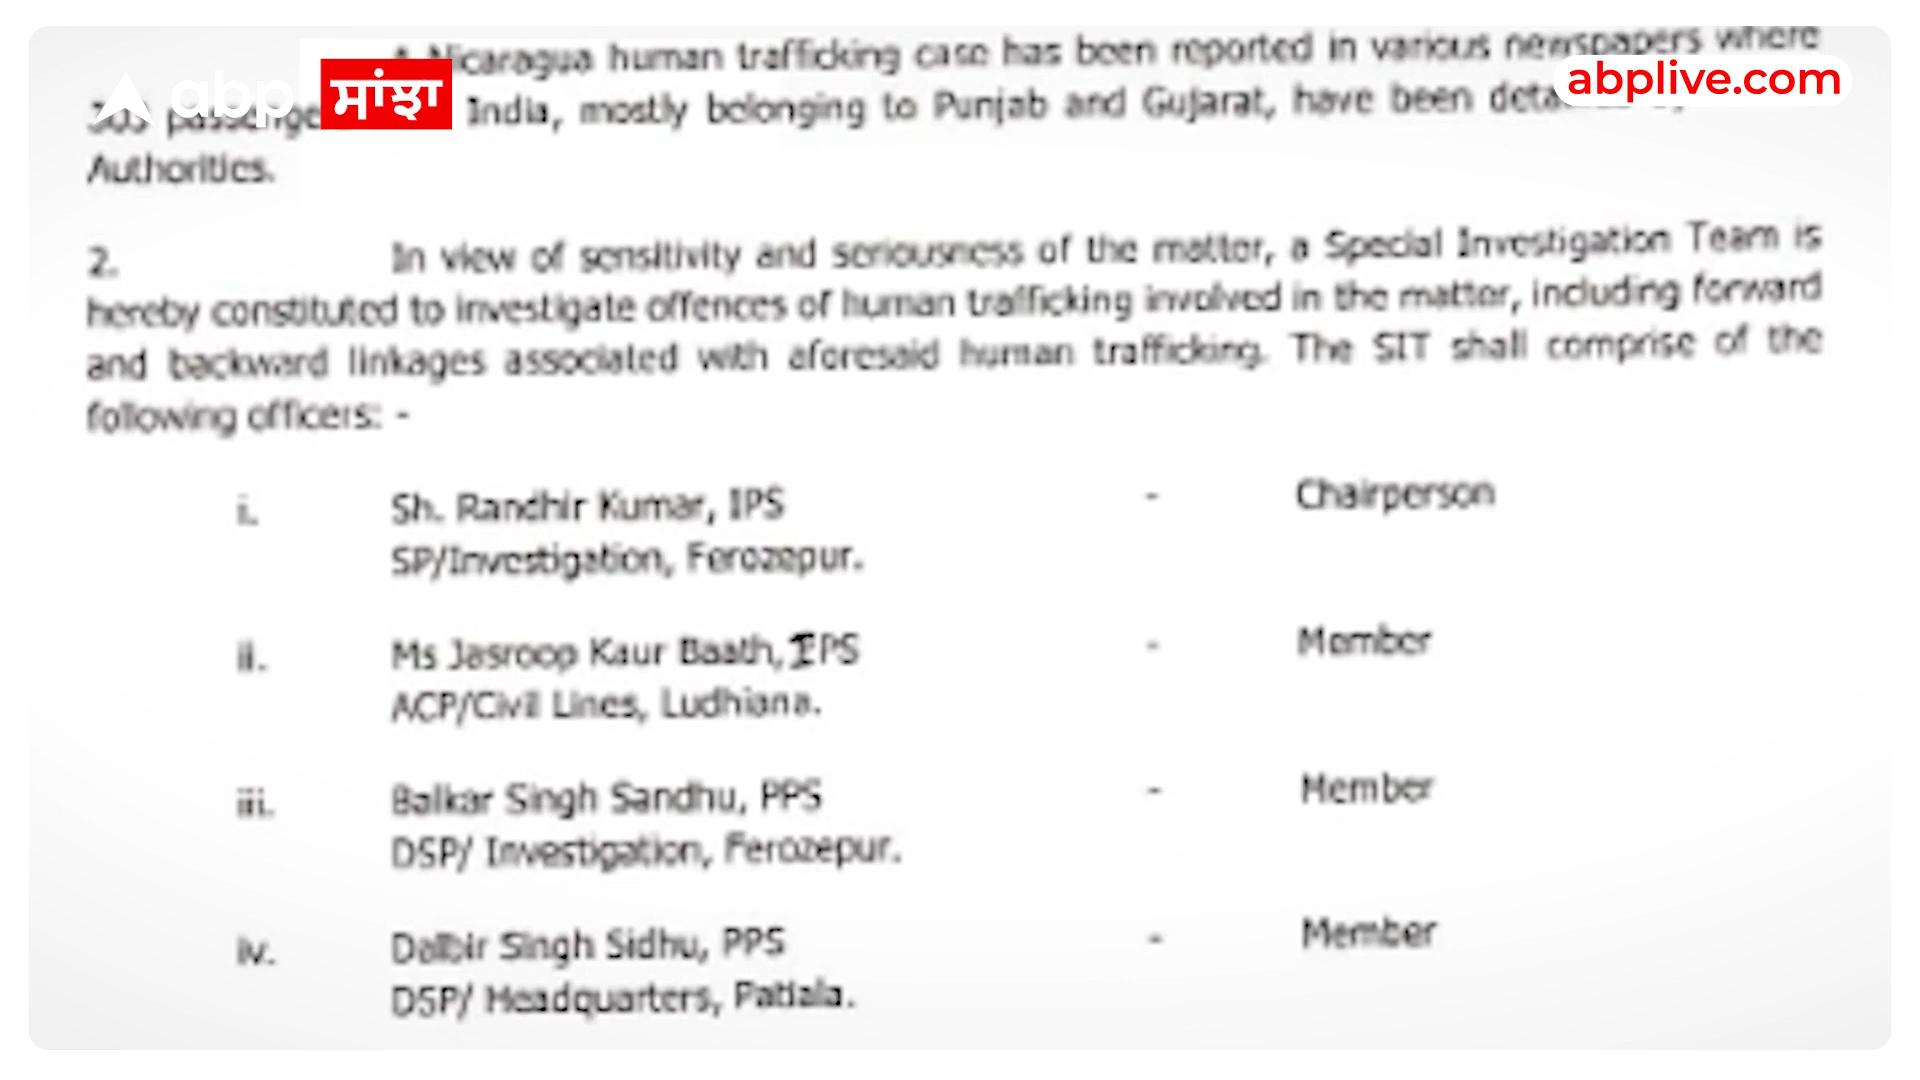 A Nicaragua human trafficking case has been reported in various newspapers where
abp ਸਾਂਝਾ
abplive.com
303 India, mostly belonging to Punjab and Gujarat, have been
Authorities.
2. In view of sensitivity and seriousness of the matter, a Special Investigation Team is
hereby constituted to investigate offences of human trafficking involved in the matter, including forward
and backward linkages associated with aforesaid human trafficking. The SIT shall comprise of the
following officers: -
i. Sh. Randhir Kumar, IPS - Chairperson
SP/Investigation, Ferozepur.
ii. Ms Jasroop Kaur Baath, IPS - Member
ACP/Civil Lines, Ludhiana.
iii. Balkar Singh Sandhu, PPS - Member
DSP/ Investigation, Ferozepur.
iv. Dalbir Singh Sidhu, PPS - Member
DSP/ Headquarters, Patiala.